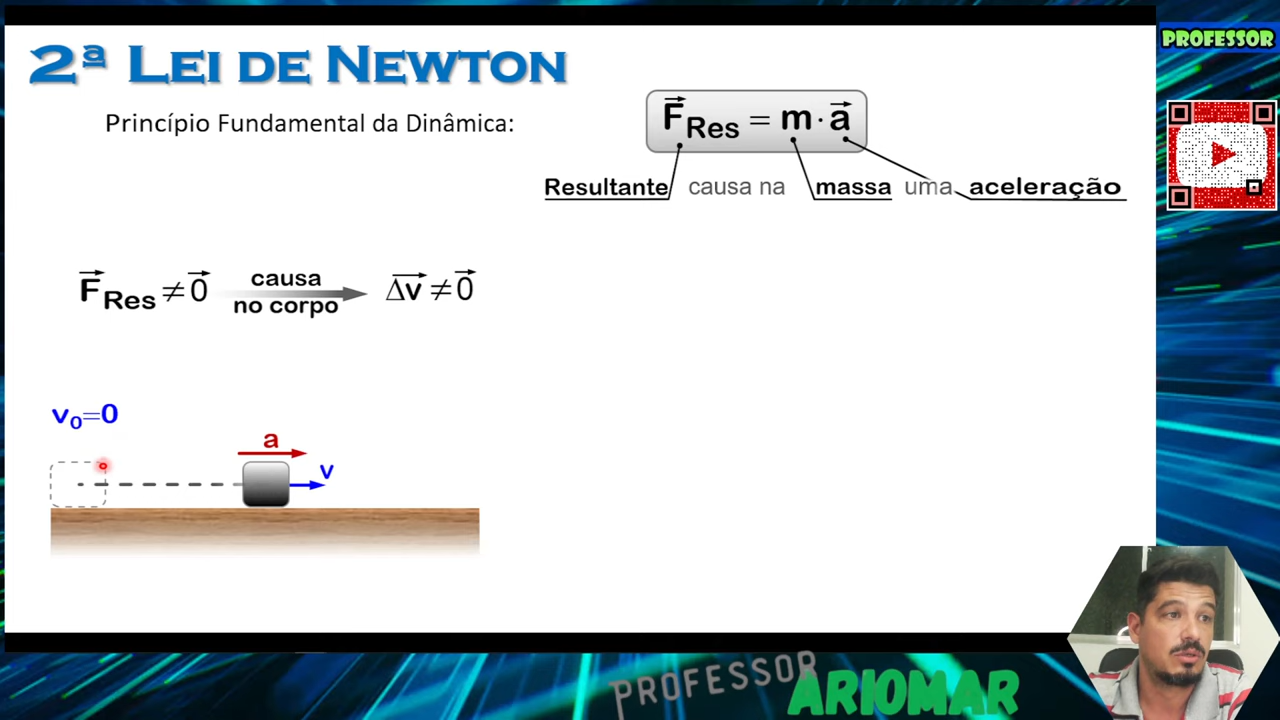 PROFESSOR
2ª LEI DE NEWTON
Princípio Fundamental da Dinâmica:
F⃗Res = m · a⃗
Resultante causa na massa uma aceleração
F⃗Res ≠ 0⃗ causa no corpo Δv⃗ ≠ 0⃗
v₀=0
a
v
PROFESSOR
ARIOMAR